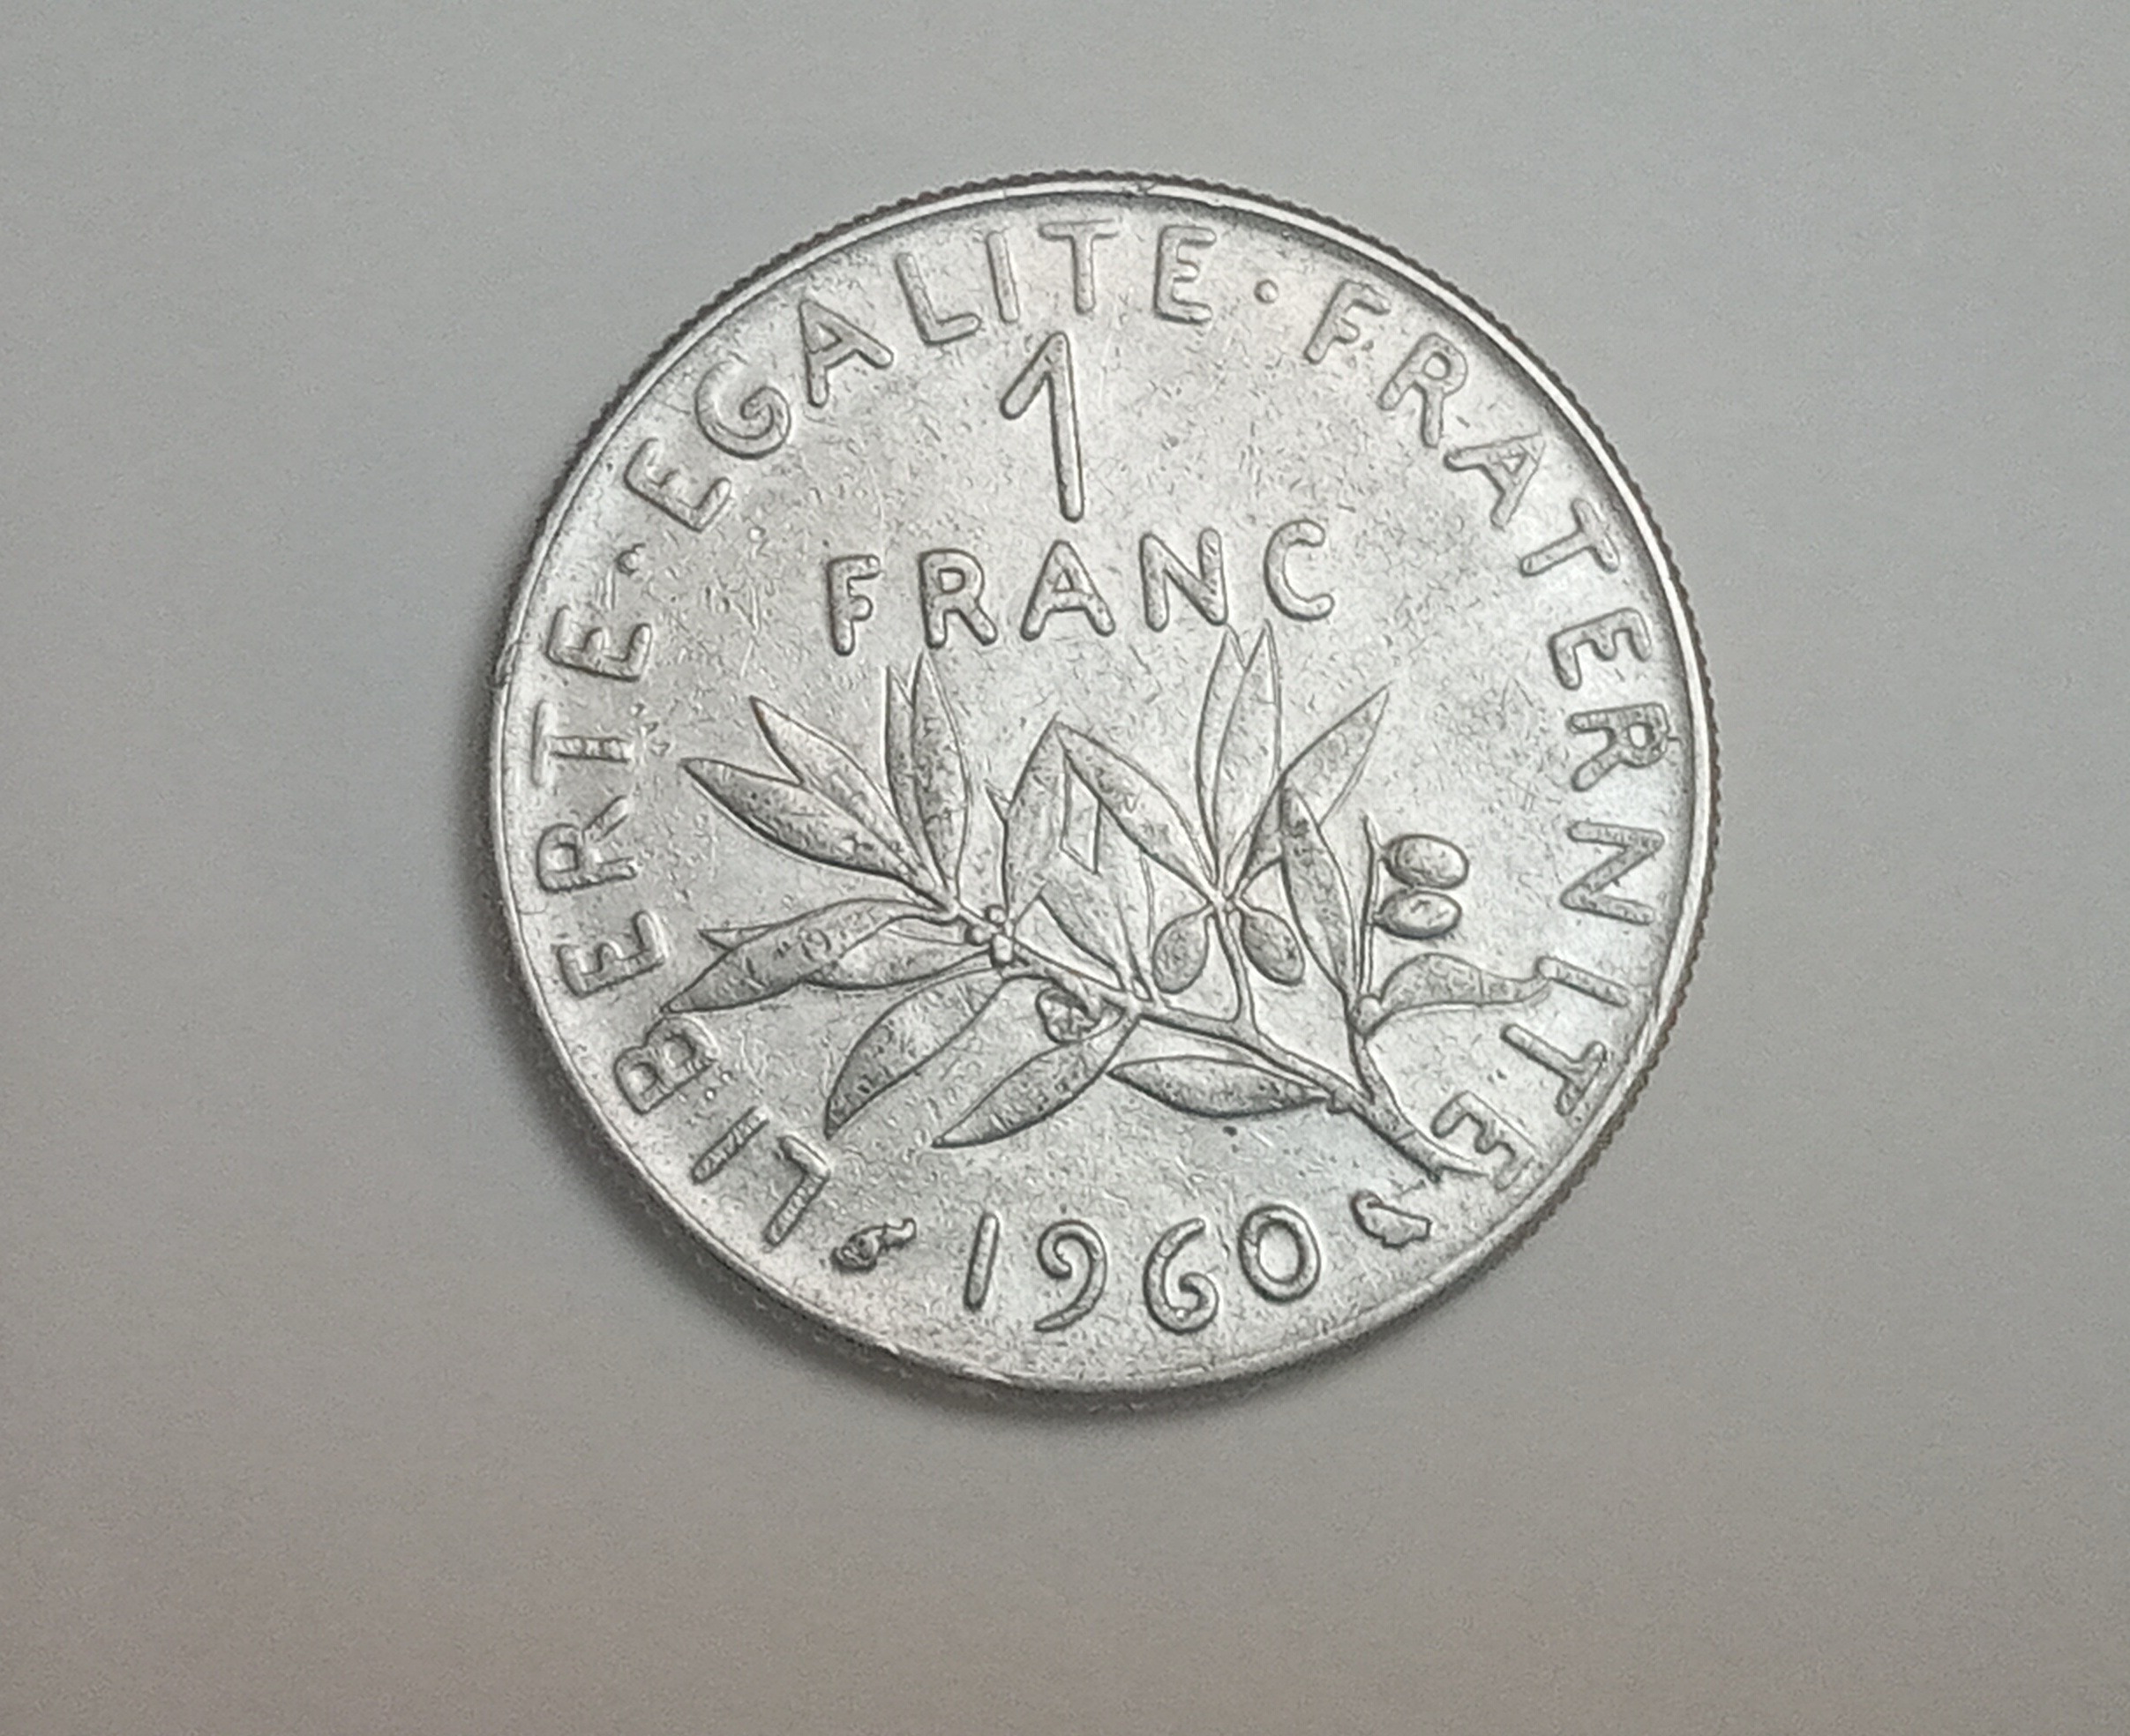 LIBERTE · EGALITE · FRATERNITE
1
FRANC
1960